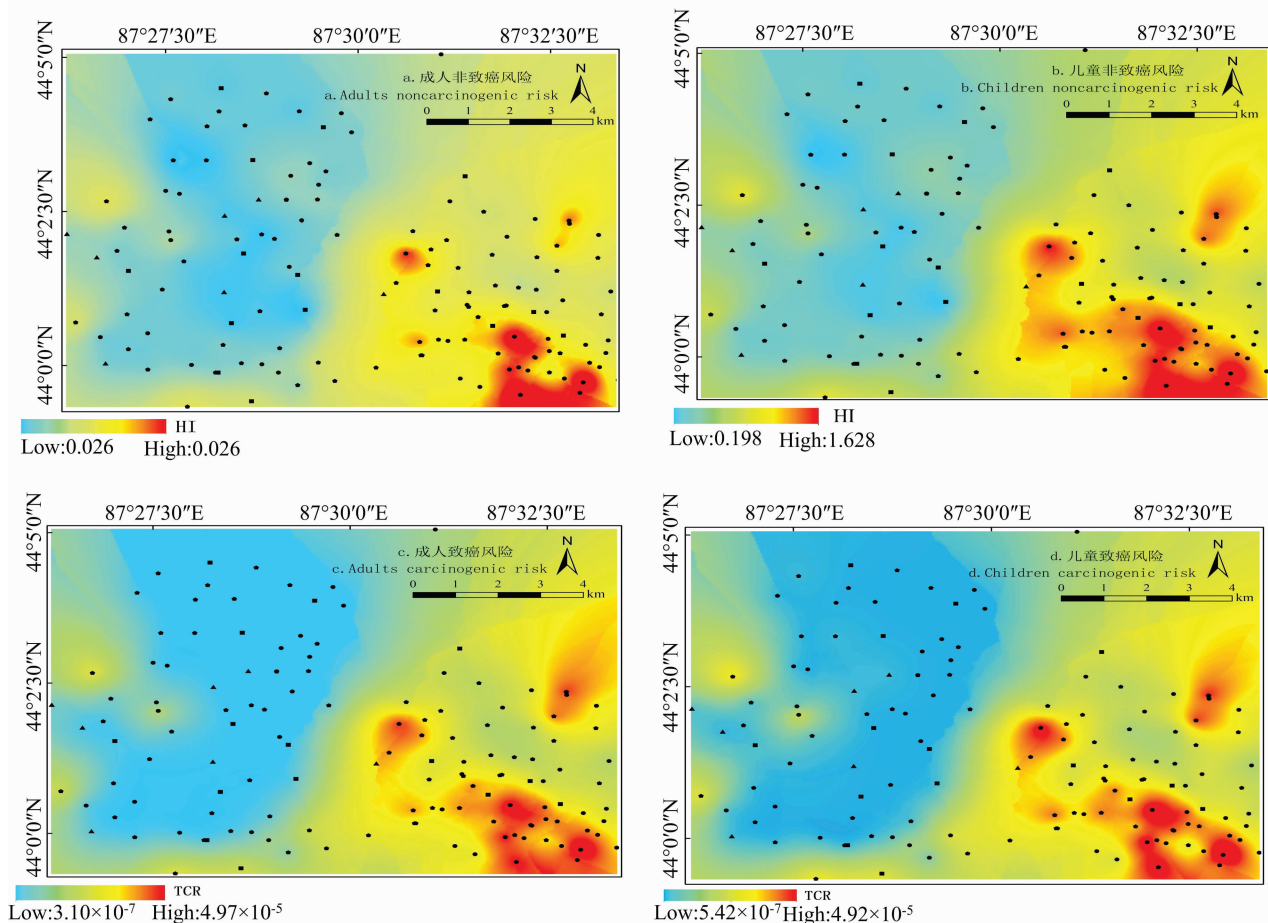 87°27′30″E 87°30′0″E 87°32′30″E
44°5′0″N
44°2′30″N
44°0′0″N
a.成人非致癌风险
a.Adults noncarcinogenic risk
N
0 1 2 3 4
km
HI
Low:0.026 High:0.026
87°27′30″E 87°30′0″E 87°32′30″E
44°5′0″N
44°2′30″N
44°0′0″N
b.儿童非致癌风险
b.Children noncarcinogenic risk
N
0 1 2 3 4
km
HI
Low:0.198 High:1.628
87°27′30″E 87°30′0″E 87°32′30″E
44°5′0″N
44°2′30″N
44°0′0″N
c.成人致癌风险
c.Adults carcinogenic risk
N
0 1 2 3 4
km
TCR
Low:3.10×10⁻⁷ High:4.97×10⁻⁵
87°27′30″E 87°30′0″E 87°32′30″E
44°5′0″N
44°2′30″N
44°0′0″N
d.儿童致癌风险
d.Children carcinogenic risk
N
0 1 2 3 4
km
TCR
Low:5.42×10⁻⁷ High:4.92×10⁻⁵